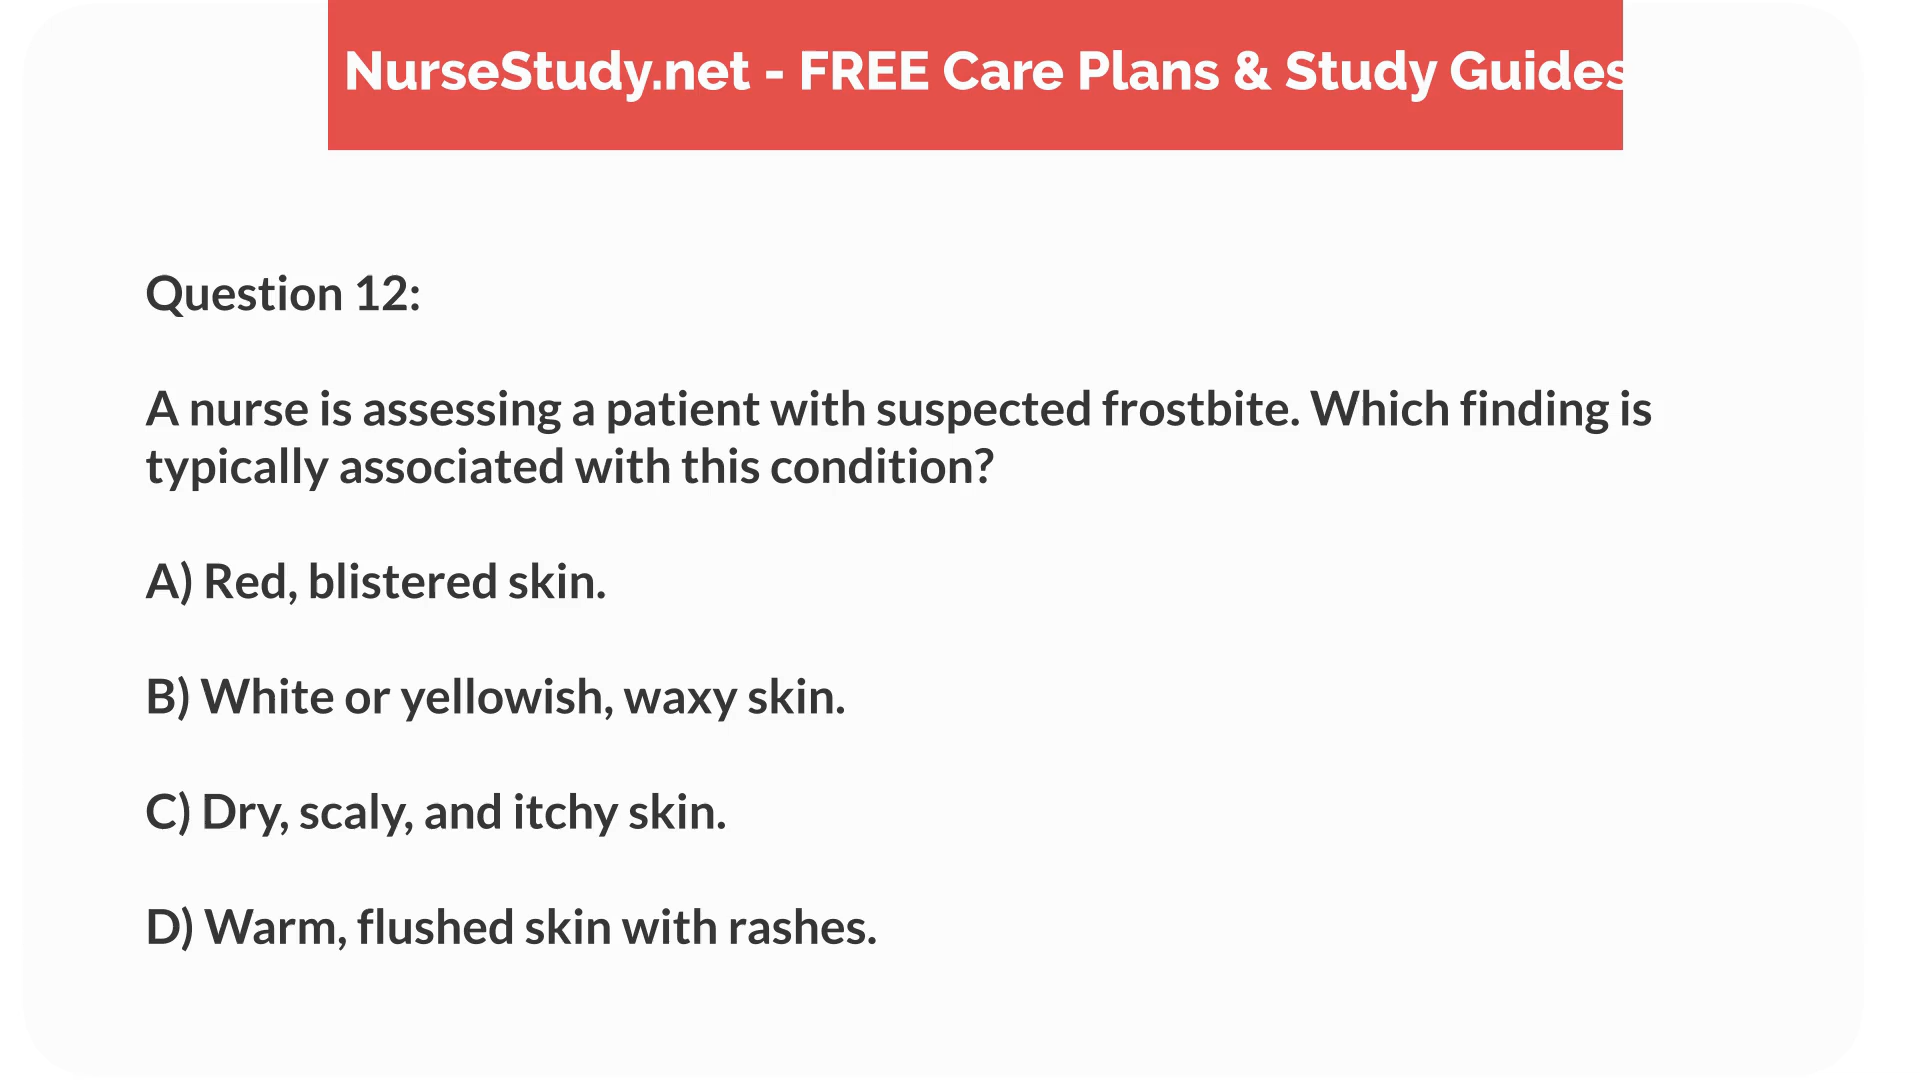 NurseStudy.net - FREE Care Plans & Study Guides
Question 12:
A nurse is assessing a patient with suspected frostbite. Which finding is
typically associated with this condition?
A) Red, blistered skin.
B) White or yellowish, waxy skin.
C) Dry, scaly, and itchy skin.
D) Warm, flushed skin with rashes.